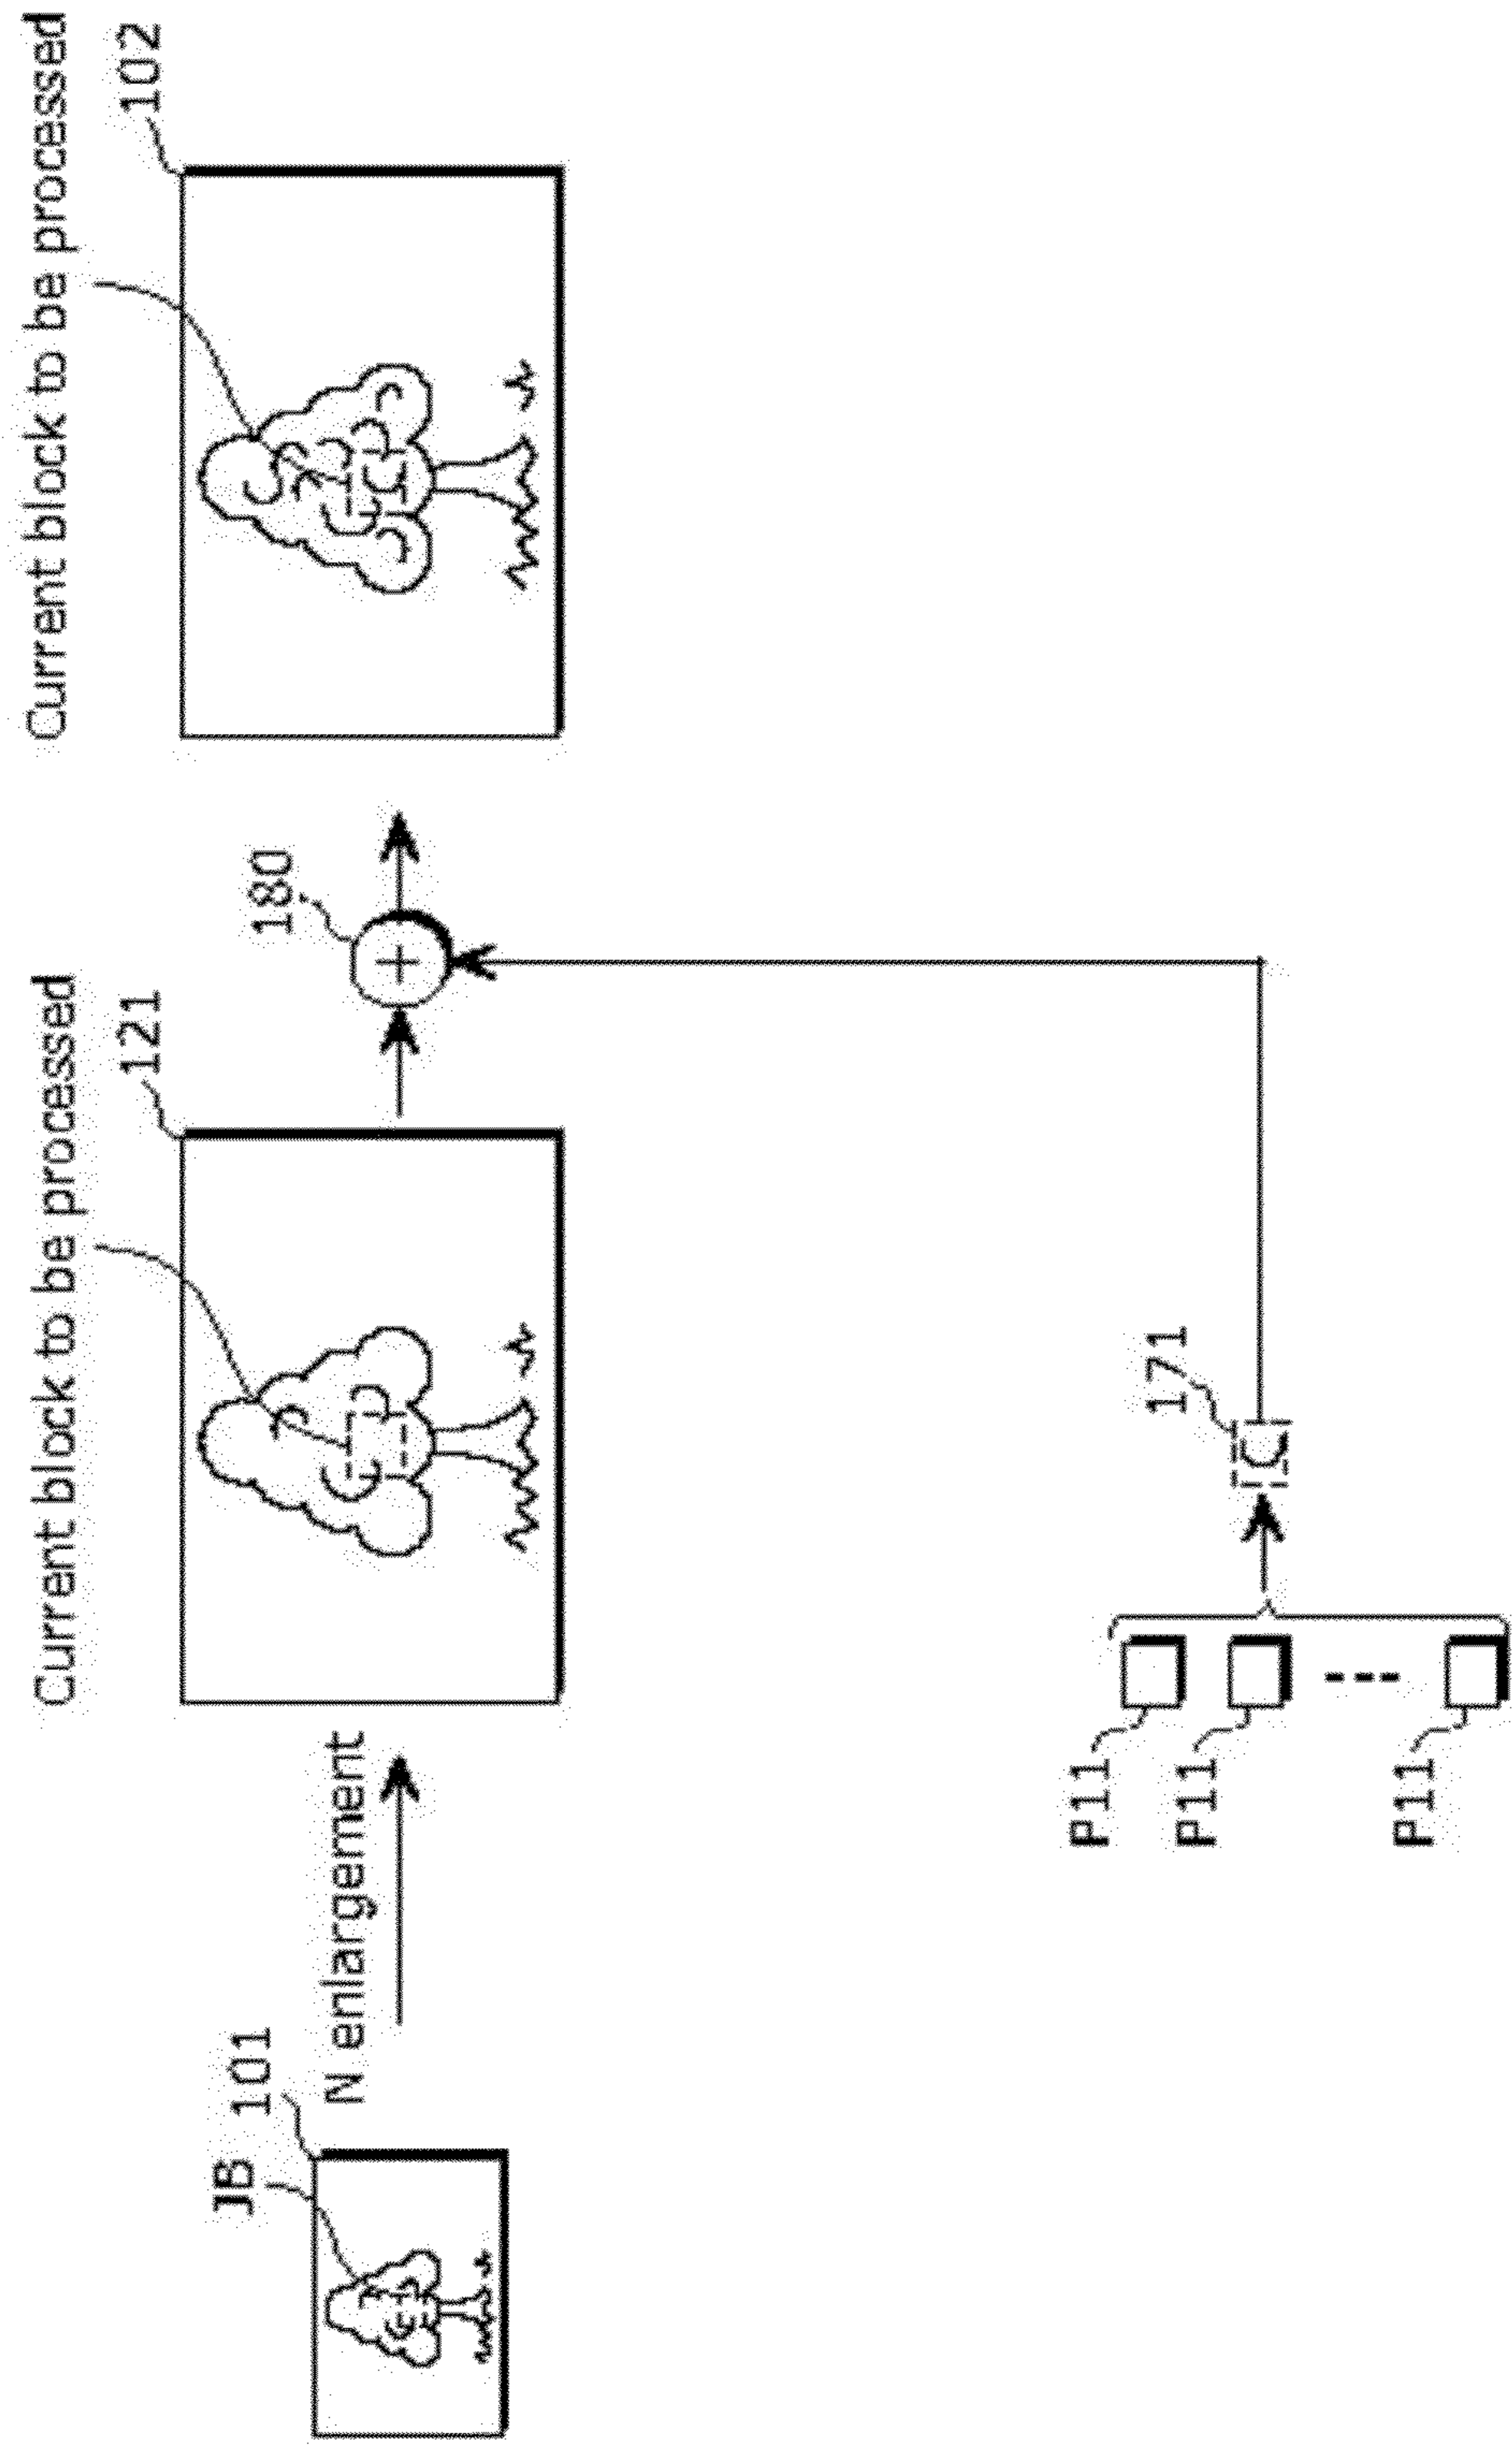 JB
101
N enlargement
Current block to be processed
121
180
Current block to be processed
102
P11
P11
P11
171